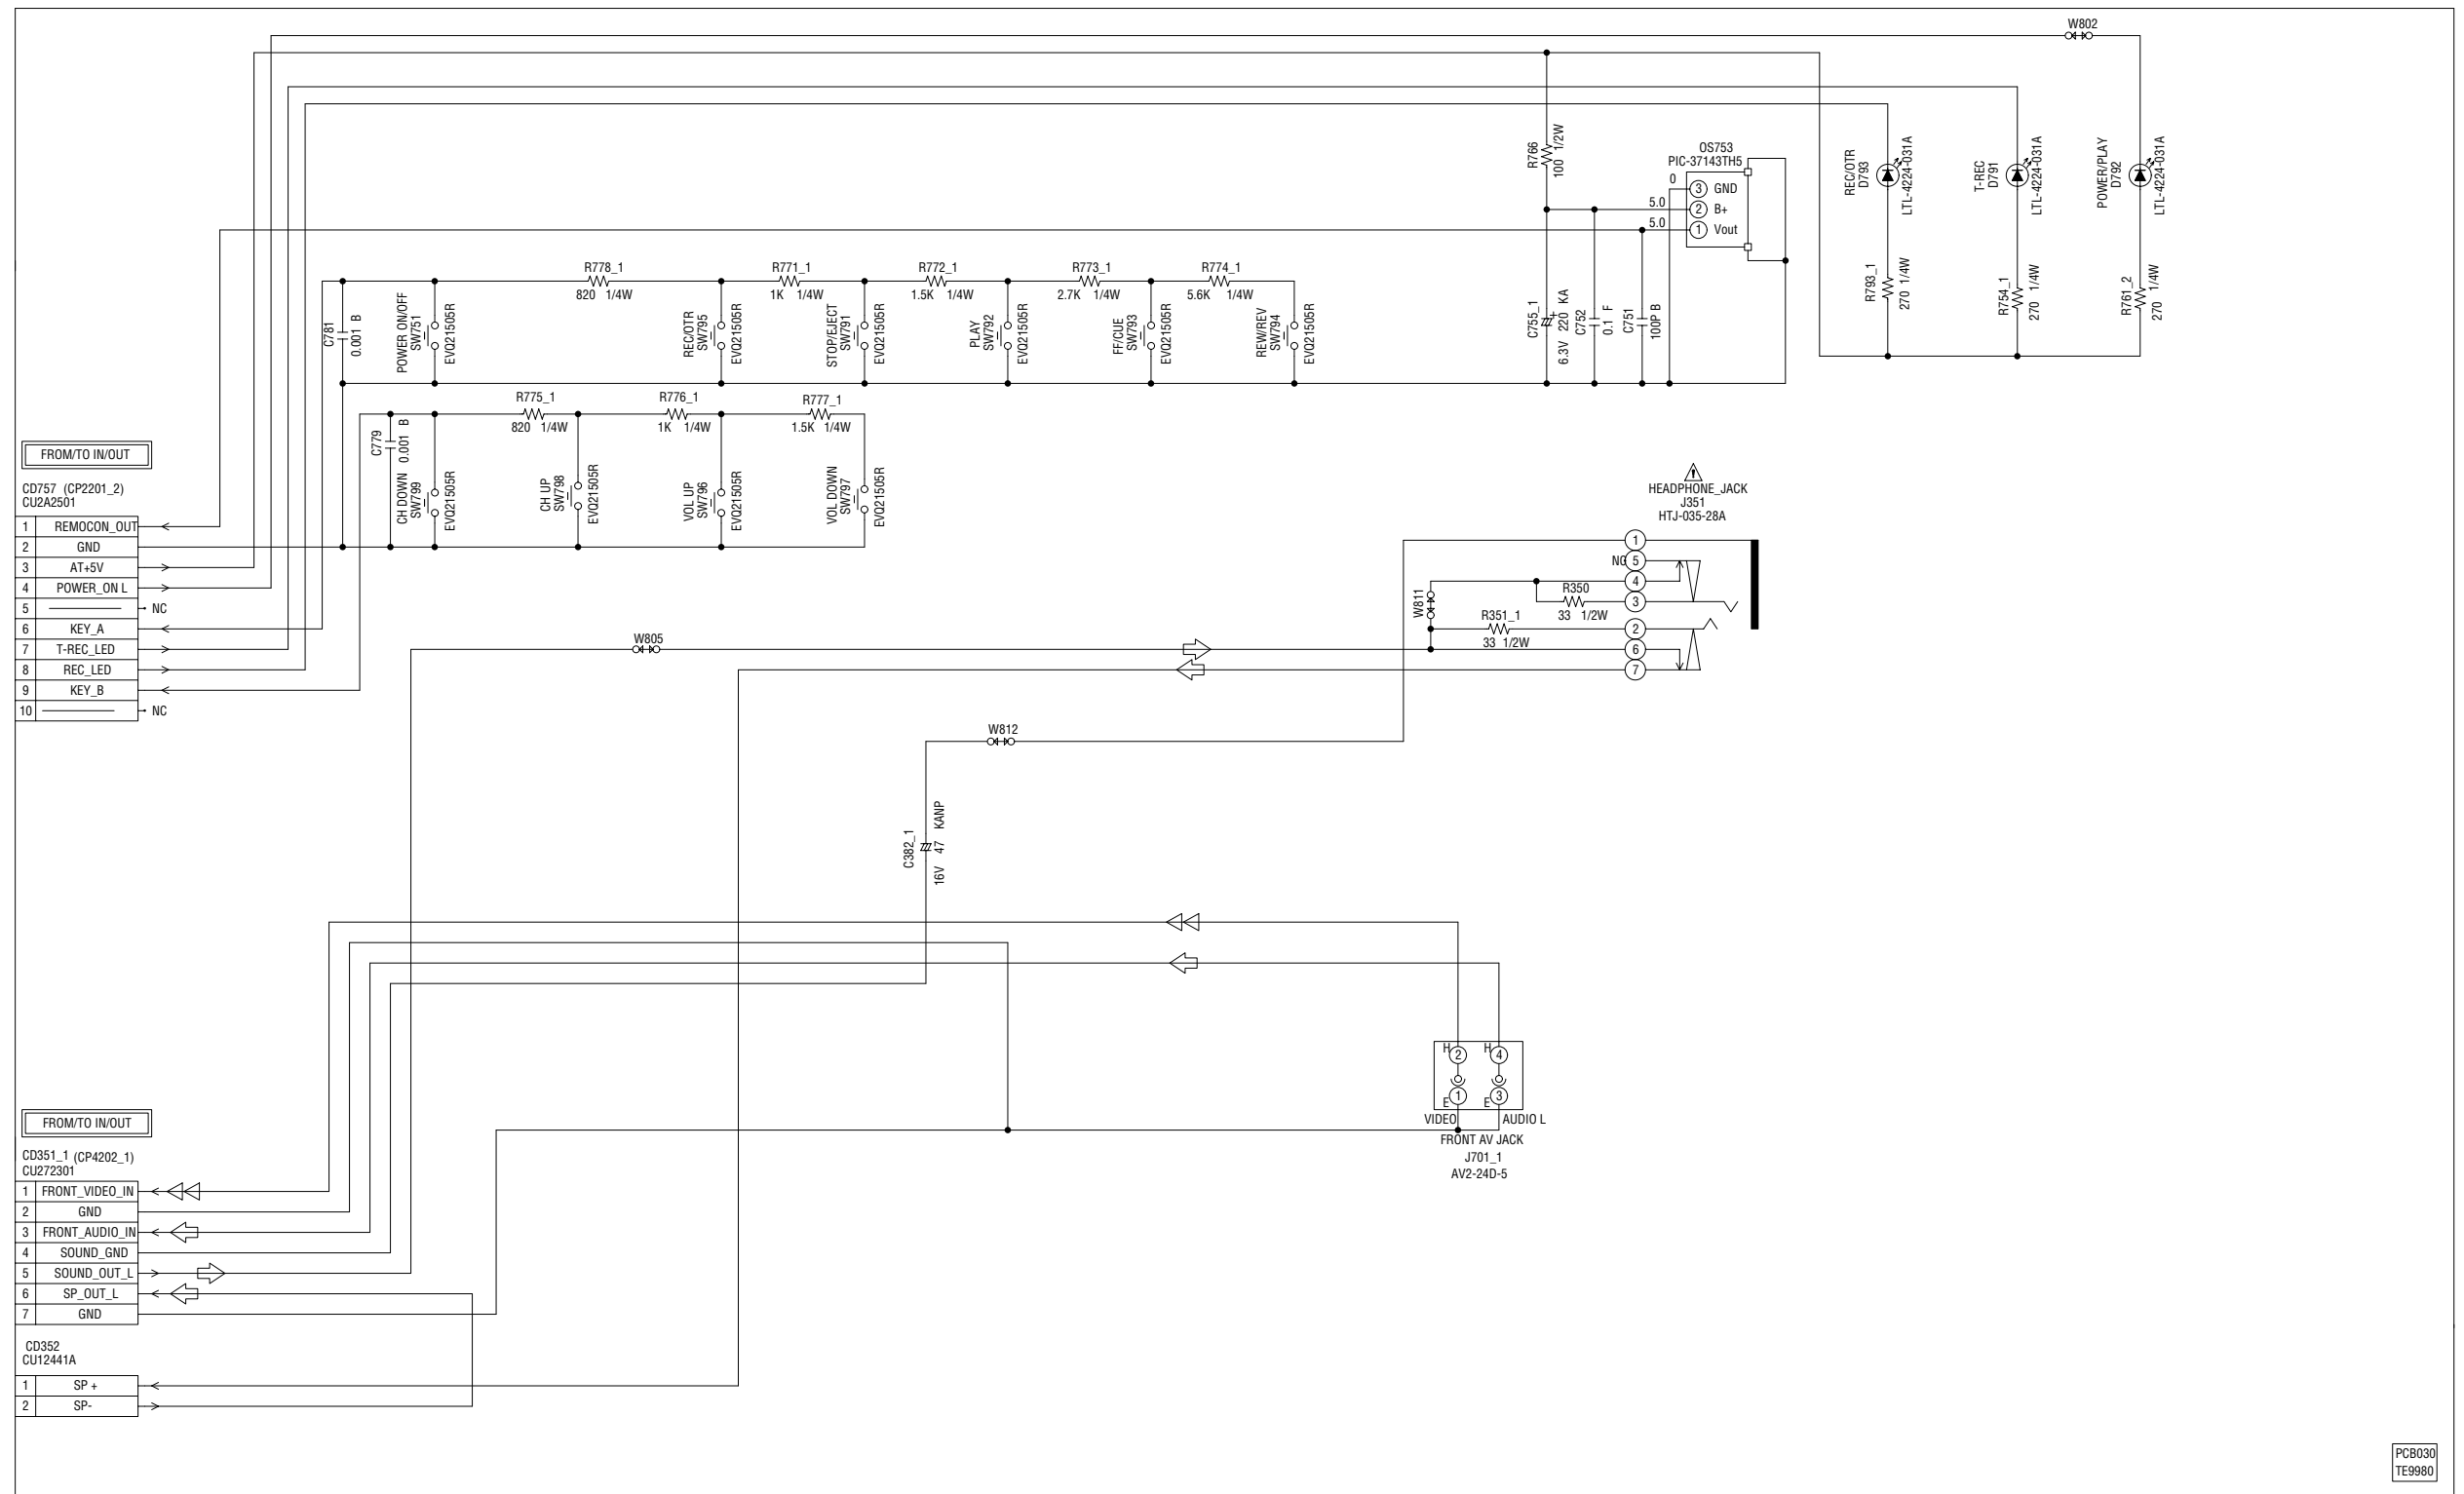 W802
R766
100 1/2W
OS753
PIC-37143TH5
0
3 GND
5.0
2 B+
5.0
1 Vout
REC/OTR
D793
LTL-4224-031A
T-REC
D791
LTL-4224-031A
POWER/PLAY
D792
LTL-4224-031A
R793_1
270 1/4W
R754_1
270 1/4W
R761_2
270 1/4W
R778_1
820 1/4W
R771_1
1K 1/4W
R772_1
1.5K 1/4W
R773_1
2.7K 1/4W
R774_1
5.6K 1/4W
C781
0.001 B
POWER ON/OFF
SW751
EVQ21505R
REC/OTR
SW795
EVQ21505R
STOP/EJECT
SW791
EVQ21505R
PLAY
SW792
EVQ21505R
FF/CUE
SW793
EVQ21505R
REW/REV
SW794
EVQ21505R
C755_1
+
6.3V 220 KA
C752
0.1 F
C751
100P B
R775_1
820 1/4W
R776_1
1K 1/4W
R777_1
1.5K 1/4W
C779
0.001 B
CH DOWN
SW799
EVQ21505R
CH UP
SW798
EVQ21505R
VOL UP
SW796
EVQ21505R
VOL DOWN
SW797
EVQ21505R
FROM/TO IN/OUT
CD757 (CP2201_2)
CU2A2501
1 REMOCON_OUT
2 GND
3 AT+5V
4 POWER_ON L
5 NC
6 KEY_A
7 T-REC_LED
8 REC_LED
9 KEY_B
10 NC
!
HEADPHONE_JACK
J351
HTJ-035-28A
1
NC 5
4
3
2
6
7
R350
33 1/2W
W811
R351_1
33 1/2W
W805
W812
C382_1
16V 47 KANP
H 2
H 4
E 1
E 3
VIDEO
AUDIO L
FRONT AV JACK
J701_1
AV2-24D-5
FROM/TO IN/OUT
CD351_1 (CP4202_1)
CU272301
1 FRONT_VIDEO_IN
2 GND
3 FRONT_AUDIO_IN
4 SOUND_GND
5 SOUND_OUT_L
6 SP_OUT_L
7 GND
CD352
CU12441A
1 SP +
2 SP-
PCB030
TE9980